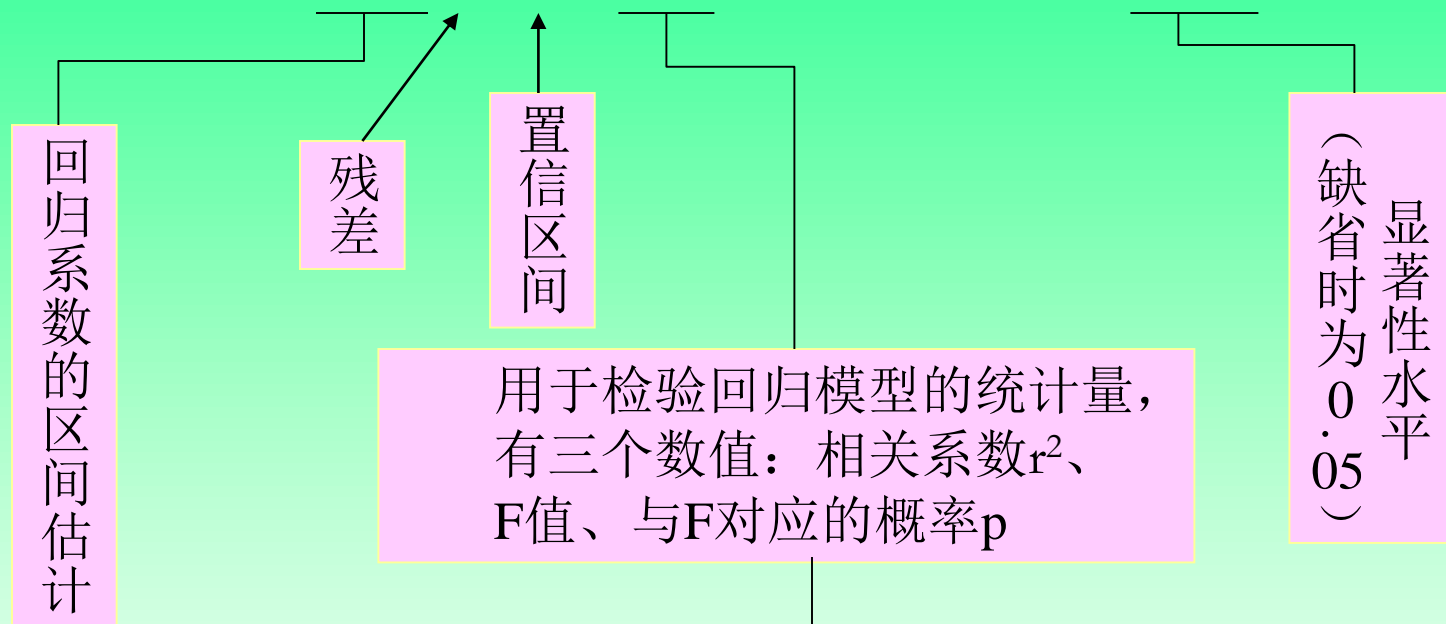 回归系数的区间估计
残差
置信区间
用于检验回归模型的统计量,
有三个数值：相关系数r²、
F值、与F对应的概率p
显著性水平
（缺省时为0.05）